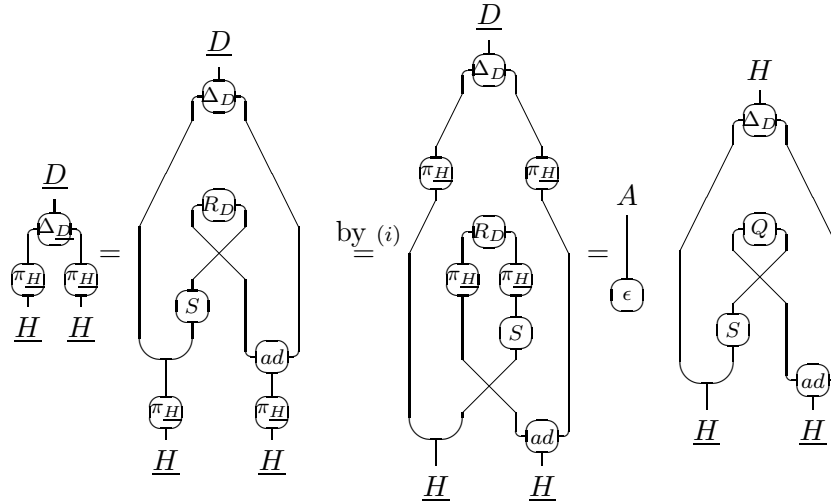 D D H
Δ_D Δ_D Δ_D
D π_H π_H A
Δ_D R_D by (i) R_D Q
= = =
π_H π_H π_H π_H ϵ
H H S S S
ad ad
π_H π_H ad
H H H H H H